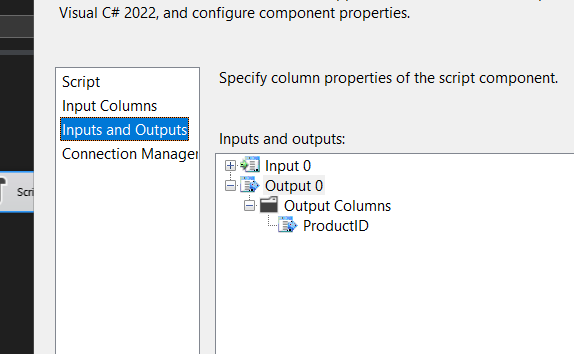 Visual C# 2022, and configure component properties.
Script
Input Columns
Inputs and Outputs
Connection Manager
Specify column properties of the script component.
Inputs and outputs:
Input 0
Output 0
Output Columns
ProductID
Scri